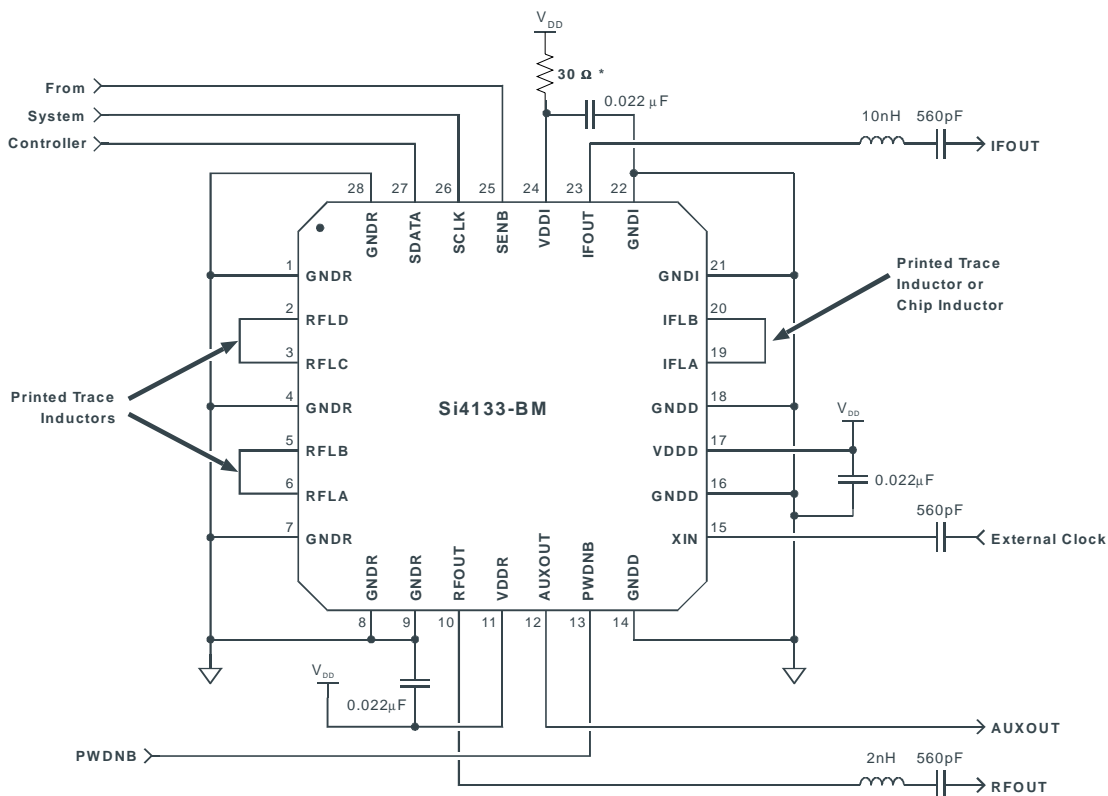 VDD
30 Ω *
0.022 µF
From
System
Controller
10nH 560pF
IFOUT
28 27 26 25 24 23 22
GNDR SDATA SCLK SENB VDDI IFOUT GNDI
1 GNDR
2 RFLD
3 RFLC
4 GNDR
5 RFLB
6 RFLA
7 GNDR
Printed Trace
Inductors
Si4133-BM
21 GNDI
20 IFLB
19 IFLA
18 GNDD
17 VDDD
16 GNDD
15 XIN
Printed Trace
Inductor or
Chip Inductor
VDD
0.022µF
560pF
External Clock
GNDR GNDR RFOUT VDDR AUXOUT PWDNB GNDD
8 9 10 11 12 13 14
VDD
0.022µF
AUXOUT
PWDNB
2nH 560pF
RFOUT